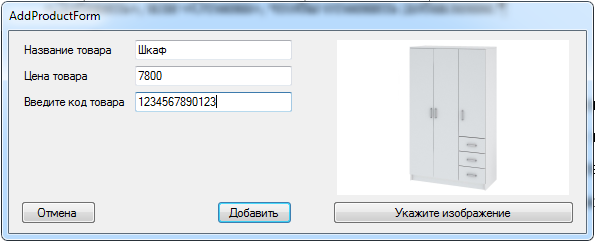 AddProductForm
Название товара Шкаф
Цена товара 7800
Введите код товара 1234567890123
Отмена Добавить Укажите изображение